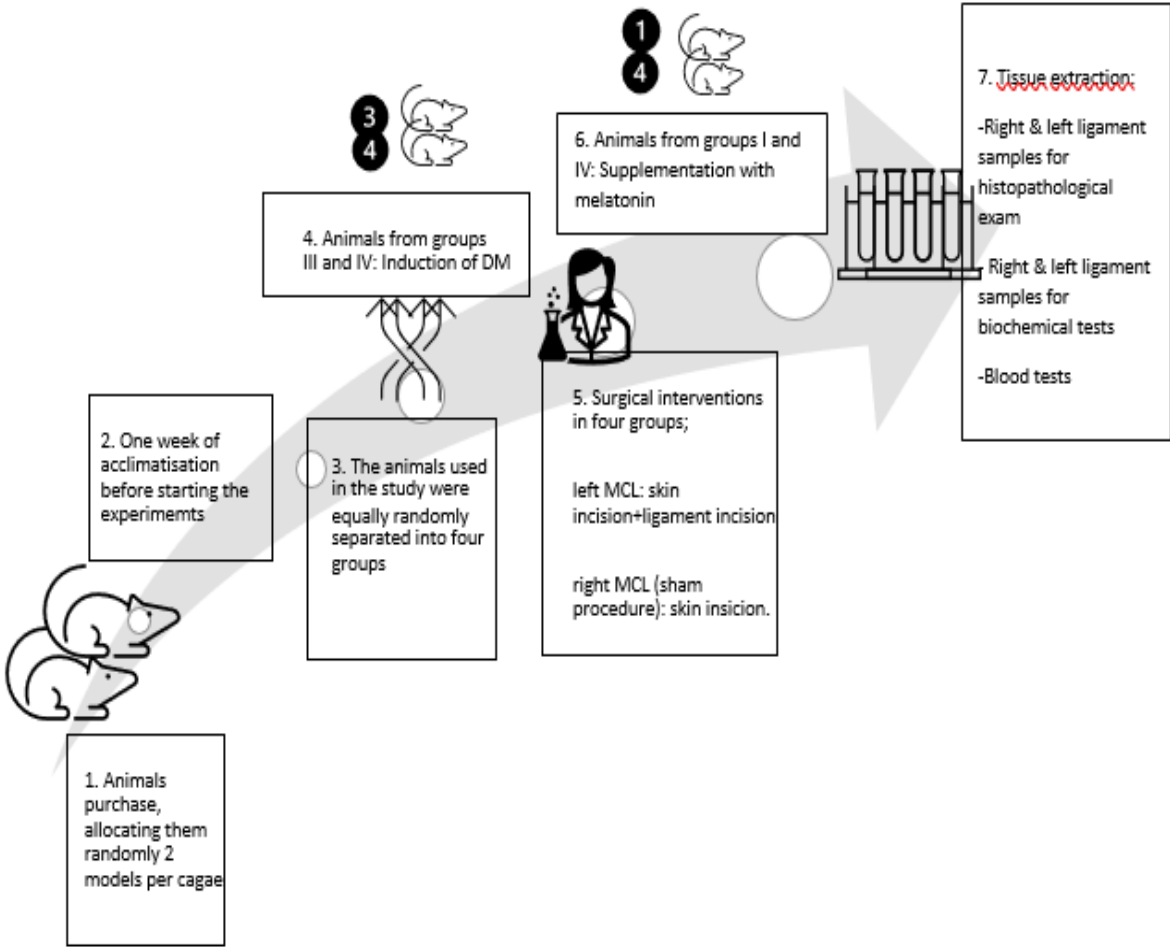 1. Animals
purchase,
allocating them
randomly 2
models per cagae
2. One week of
acclimatisation
before starting the
experimemts
3. The animals used
in the study were
equally randomly
separated into four
groups
3
4
4. Animals from groups
III and IV: Induction of DM
5. Surgical interventions
in four groups;
left MCL: skin
incision+ligament incision
right MCL (sham
procedure): skin insicion.
1
4
6. Animals from groups I and
IV: Supplementation with
melatonin
7. Tissue extraction:
-Right & left ligament
samples for
histopathological
exam
- Right & left ligament
samples for
biochemical tests
-Blood tests